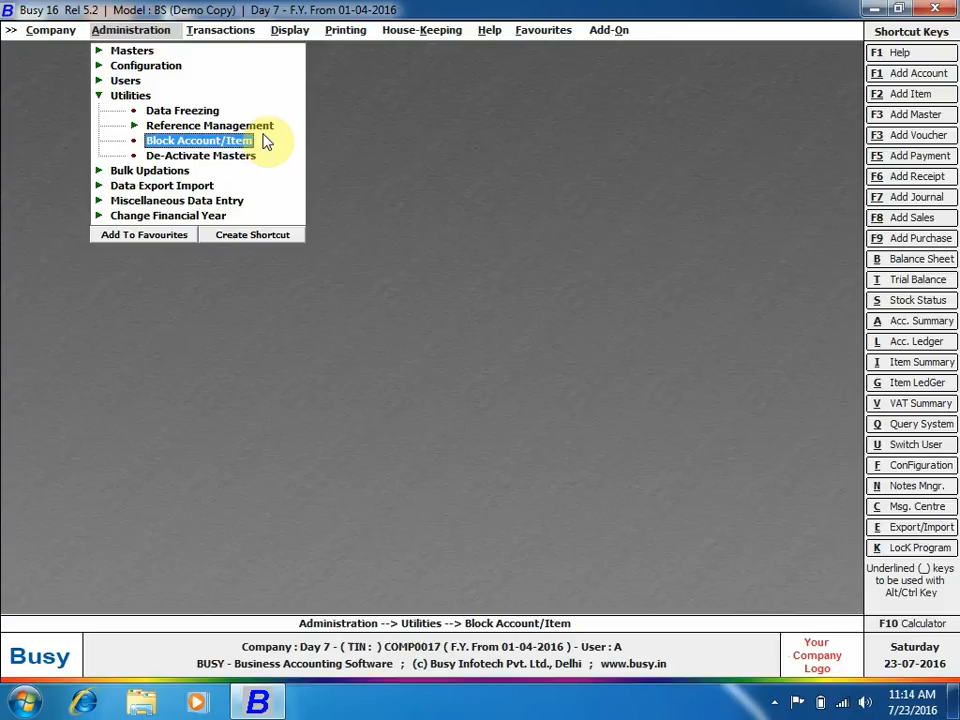 Busy 16 Rel 5.2 | Model : BS (Demo Copy) | Day 7 - F.Y. From 01-04-2016
>> Company Administration Transactions Display Printing House-Keeping Help Favourites Add-On
Masters
Configuration
Users
Utilities
Data Freezing
Reference Management
Block Account/Item
De-Activate Masters
Bulk Updations
Data Export Import
Miscellaneous Data Entry
Change Financial Year
Add To Favourites Create Shortcut
Shortcut Keys
F1 Help
F1 Add Account
F2 Add Item
F3 Add Master
F3 Add Voucher
F5 Add Payment
F6 Add Receipt
F7 Add Journal
F8 Add Sales
F9 Add Purchase
B Balance Sheet
T Trial Balance
S Stock Status
A Acc. Summary
L Acc. Ledger
I Item Summary
G Item LedGer
V VAT Summary
Q Query System
U Switch User
F ConFiguration
N Notes Mngr.
C Msg. Centre
E Export/Import
K LocK Program
Underlined (_) keys
to be used with
Alt/Ctrl Key
F10 Calculator
Administration --> Utilities --> Block Account/Item
Busy
Company : Day 7 - ( TIN : ) COMP0017 ( F.Y. From 01-04-2016 ) - User : A
BUSY - Business Accounting Software ; (c) Busy Infotech Pvt. Ltd., Delhi ; www.busy.in
Your
Company
Logo
Saturday
23-07-2016
B
11:14 AM
7/23/2016